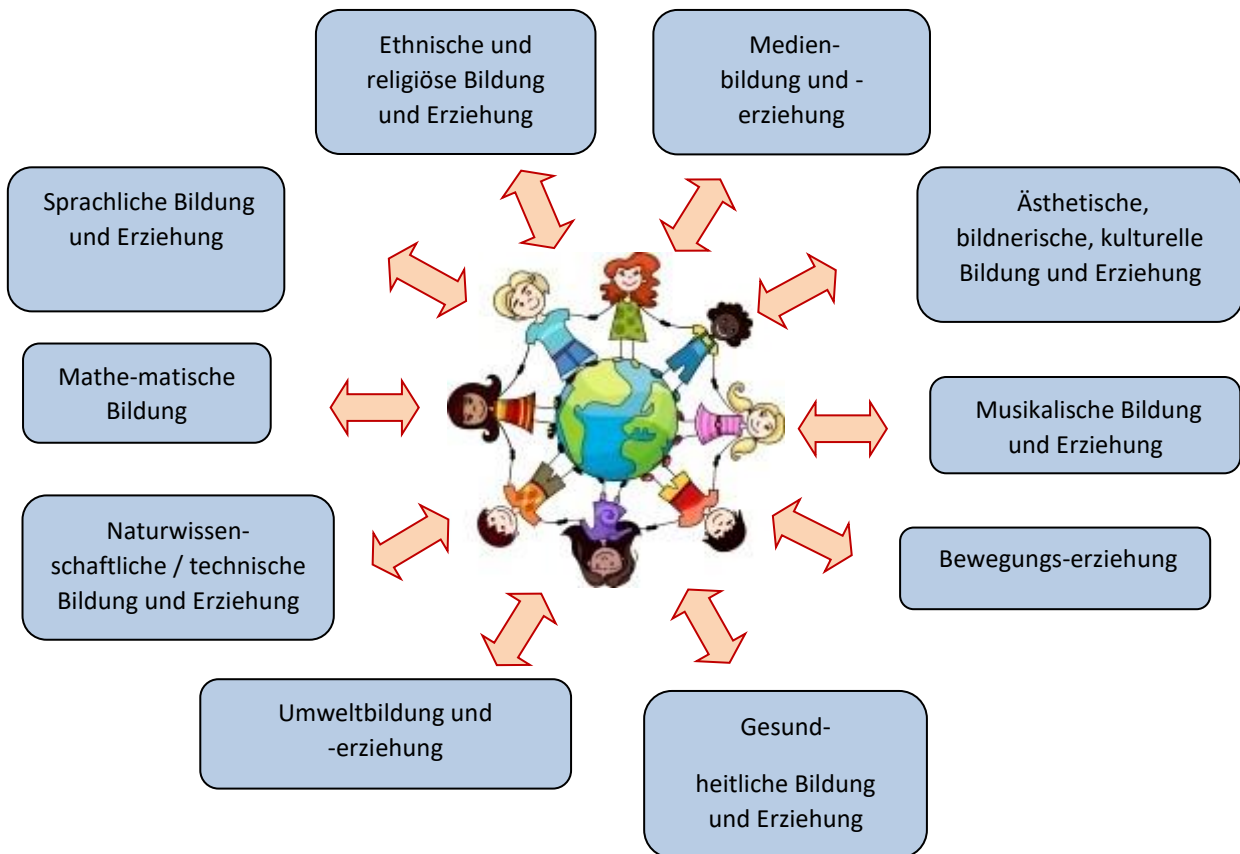 Ethnische und
religiöse Bildung
und Erziehung
Medien-
bildung und -
erziehung
Sprachliche Bildung
und Erziehung
Ästhetische,
bildnerische, kulturelle
Bildung und Erziehung
Mathe-matische
Bildung
Musikalische Bildung
und Erziehung
Naturwissen-
schaftliche / technische
Bildung und Erziehung
Bewegungs-erziehung
Umweltbildung und
-erziehung
Gesund-
heitliche Bildung
und Erziehung